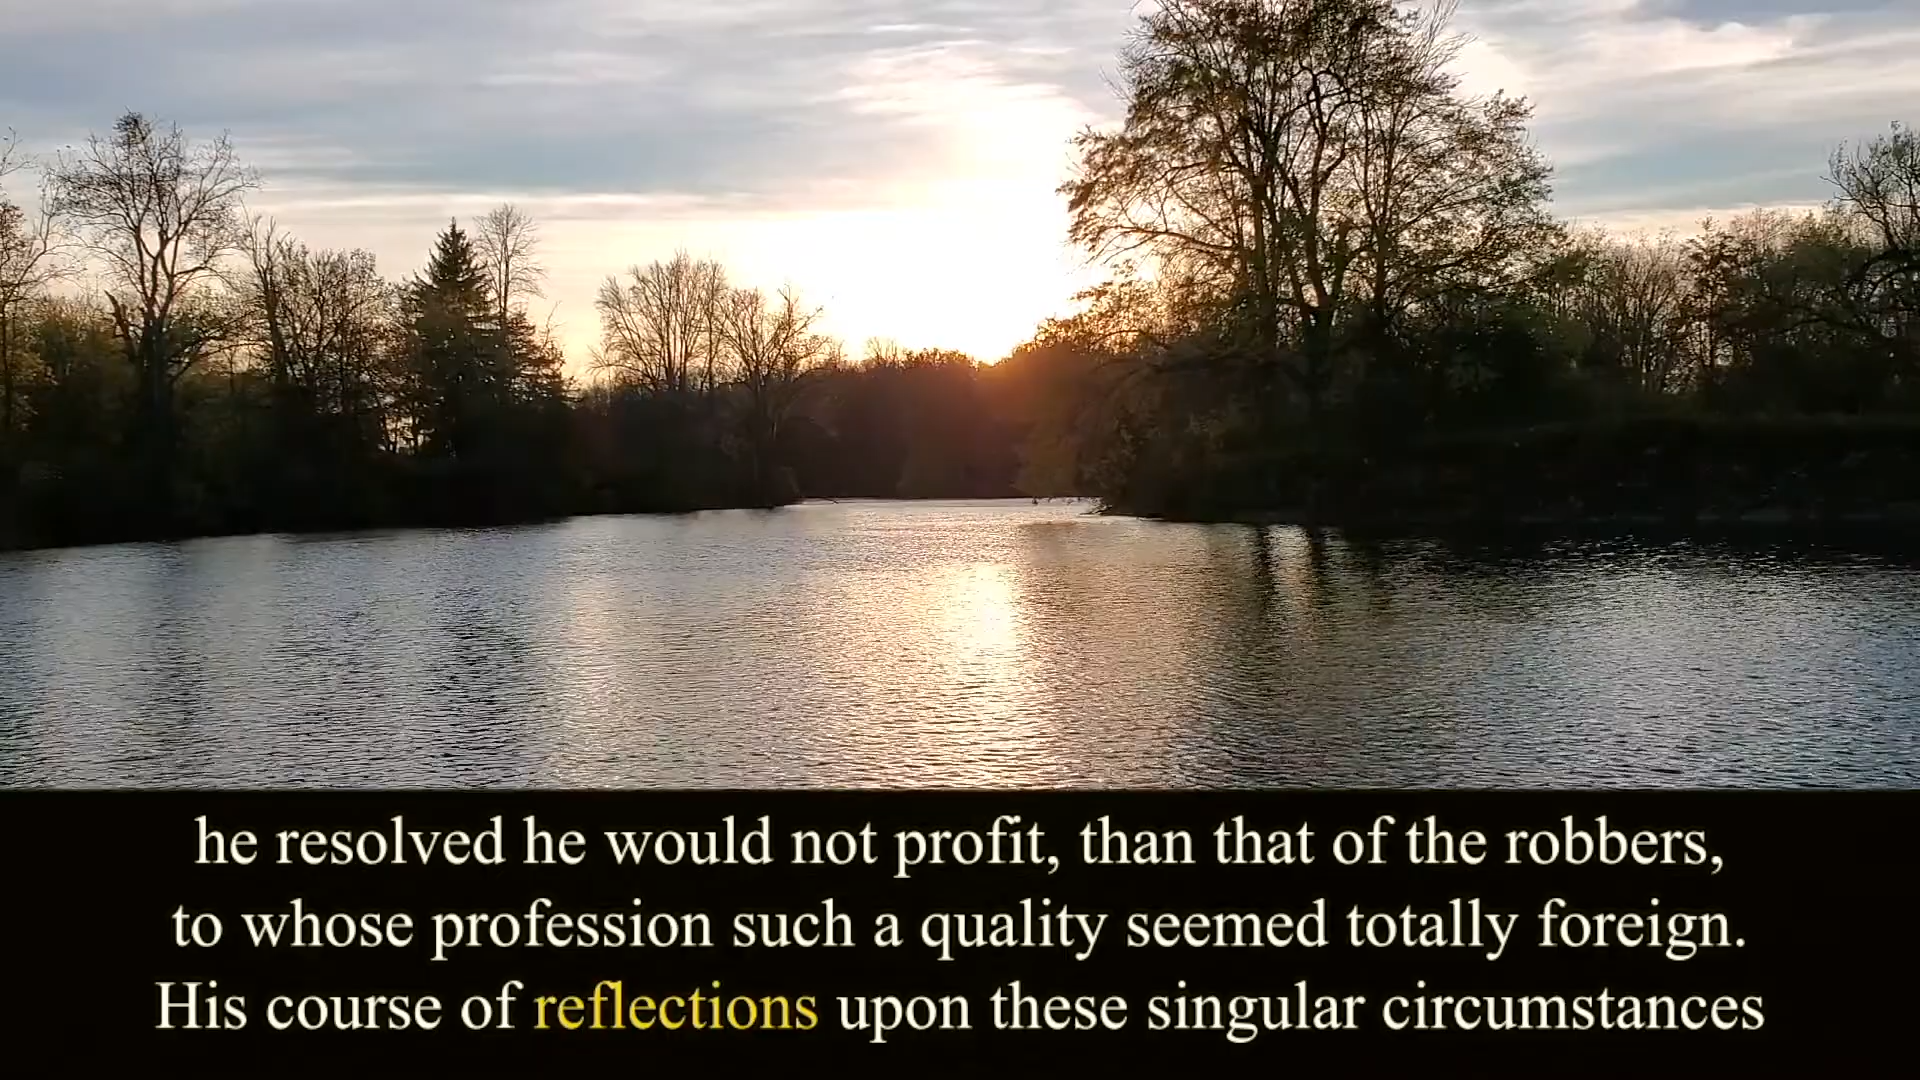 he resolved he would not profit, than that of the robbers,
to whose profession such a quality seemed totally foreign.
His course of reflections upon these singular circumstances